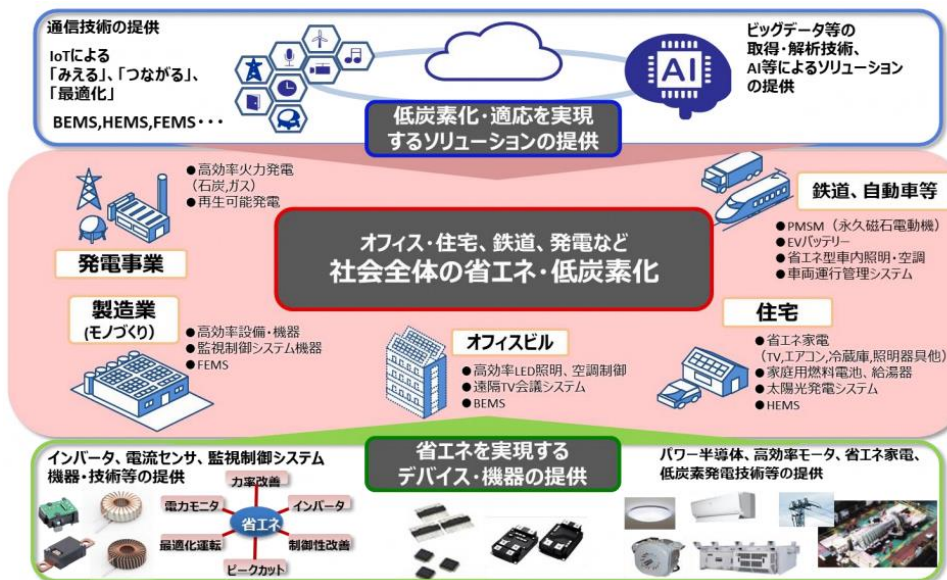 通信技術の提供
IoTによる
「みえる」、「つながる」、
「最適化」
BEMS,HEMS,FEMS･･･
AI
ビッグデータ等の
取得・解析技術、
AI等によるソリューション
の提供
低炭素化・適応を実現
するソリューションの提供
●高効率火力発電
（石炭,ガス）
●再生可能発電
発電事業
鉄道、自動車等
●PMSM（永久磁石電動機）
●EVバッテリー
●省エネ型車内照明・空調
●車両運行管理システム
オフィス・住宅、鉄道、発電など
社会全体の省エネ・低炭素化
製造業
(モノづくり)
●高効率設備・機器
●監視制御システム機器
●FEMS
オフィスビル
●高効率LED照明、空調制御
●遠隔TV会議システム
●BEMS
住宅
●省エネ家電
（TV,エアコン,冷蔵庫,照明器具他）
●家庭用燃料電池、給湯器
●太陽光発電システム
●HEMS
省エネを実現する
デバイス・機器の提供
インバータ、電流センサ、監視制御システム
機器・技術等の提供
力率改善
電力モニタ
インバータ
省エネ
最適化運転
制御性改善
ピークカット
パワー半導体、高効率モータ、省エネ家電、
低炭素発電技術等の提供